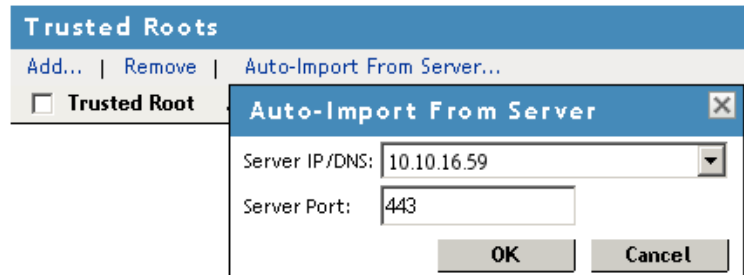 Trusted Roots
Add... | Remove | Auto-Import From Server...
Trusted Root
Auto-Import From Server
Server IP/DNS: 10.10.16.59
Server Port: 443
OK Cancel